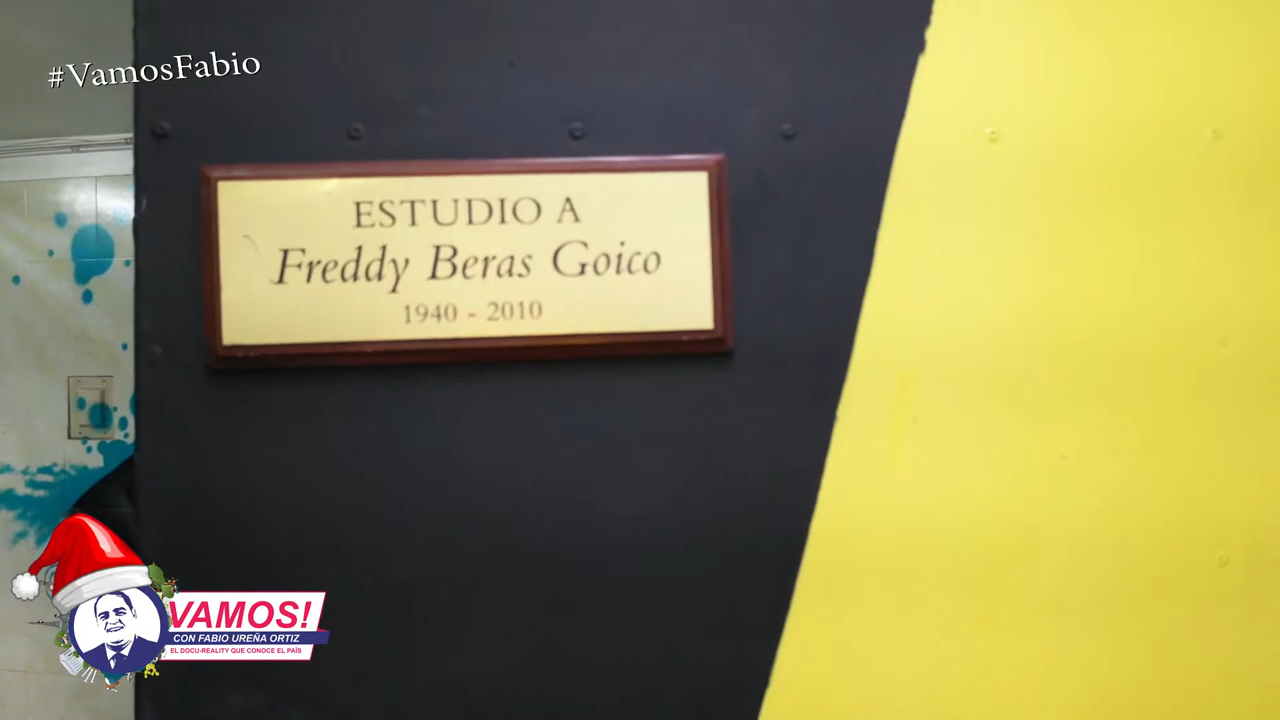 #VamosFabio
ESTUDIO A
Freddy Beras Goico
1940 - 2010
VAMOS!
CON FABIO UREÑA ORTIZ
EL DOCU-REALITY QUE CONOCE EL PAÍS